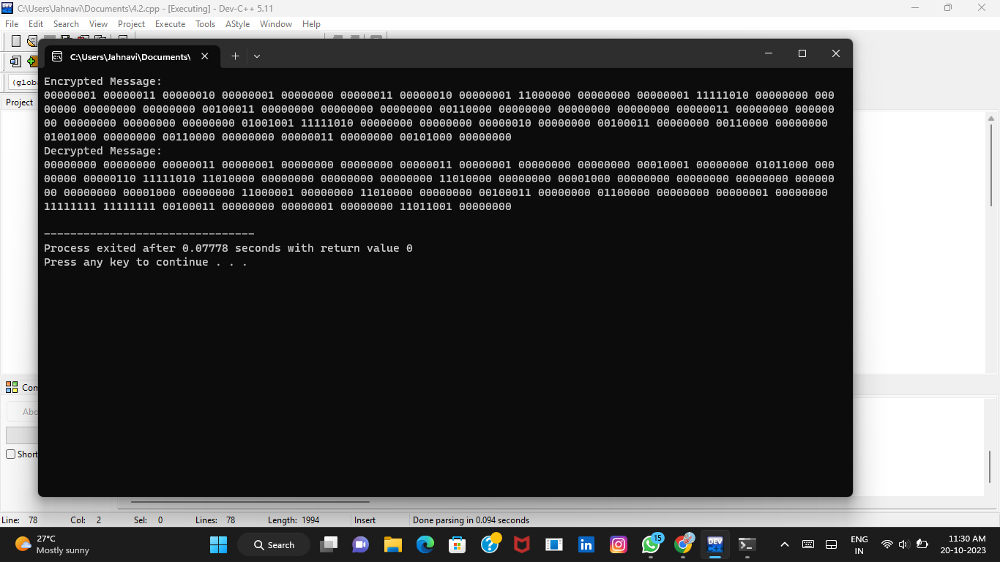 C:\Users\Jahnavi\Documents\4.2.cpp - [Executing] - Dev-C++ 5.11
File Edit Search View Project Execute Tools AStyle Window Help
C:\Users\Jahnavi\Documents\
(globa
Project
Encrypted Message:
00000001 00000011 00000010 00000001 00000000 00000011 00000010 00000001 11000000 00000000 00000001 11111010 00000000 000
00000 00000000 00000000 00100011 00000000 00000000 00000000 00110000 00000000 00000000 00000000 00000011 00000000 000000
00 00000000 00000000 00000000 01001001 11111010 00000000 00000000 00000010 00000000 00100011 00000000 00110000 00000000
01001000 00000000 00110000 00000000 00000011 00000000 00101000 00000000
Decrypted Message:
00000000 00000000 00000011 00000001 00000000 00000000 00000011 00000001 00000000 00000000 00010001 00000000 01011000 000
00000 00000110 11111010 11010000 00000000 00000000 00000000 11010000 00000000 00001000 00000000 00000000 00000000 000000
00 00000000 00001000 00000000 11000001 00000000 11010000 00000000 00100011 00000000 01100000 00000000 00000001 00000000
11111111 11111111 00100011 00000000 00000001 00000000 11011001 00000000
--------------------------------
Process exited after 0.07778 seconds with return value 0
Press any key to continue . . .
Con
Abo
Short
Line: 78 Col: 2 Sel: 0 Lines: 78 Length: 1994 Insert Done parsing in 0.094 seconds
27°C
Mostly sunny
Search
DEV
15
ENG
IN
11:30 AM
20-10-2023